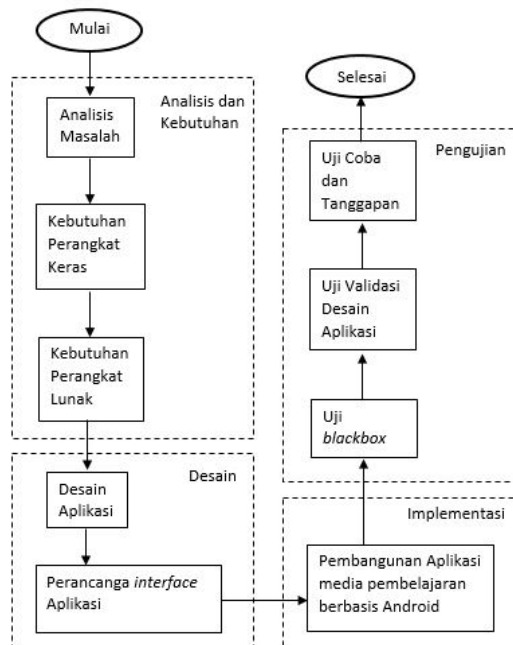 Mulai
Analisis dan
Kebutuhan
Analisis
Masalah
Kebutuhan
Perangkat
Keras
Kebutuhan
Perangkat
Lunak
Desain
Desain
Aplikasi
Perancanga interface
Aplikasi
Implementasi
Pembangunan Aplikasi
media pembelajaran
berbasis Android
Pengujian
Uji
blackbox
Uji Validasi
Desain
Aplikasi
Uji Coba
dan
Tanggapan
Selesai